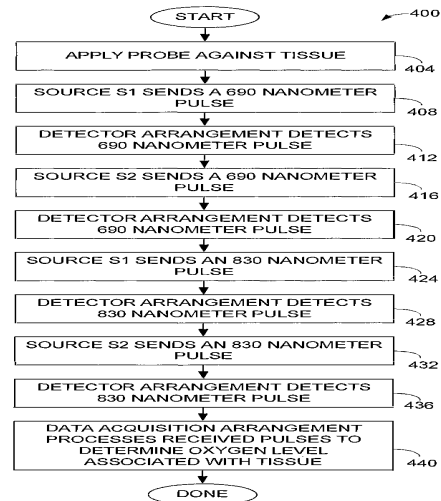 START
400
APPLY PROBE AGAINST TISSUE
404
SOURCE S1 SENDS A 690 NANOMETER
PULSE
408
DETECTOR ARRANGEMENT DETECTS
690 NANOMETER PULSE
412
SOURCE S2 SENDS A 690 NANOMETER
PULSE
416
DETECTOR ARRANGEMENT DETECTS
690 NANOMETER PULSE
420
SOURCE S1 SENDS AN 830 NANOMETER
PULSE
424
DETECTOR ARRANGEMENT DETECTS
830 NANOMETER PULSE
428
SOURCE S2 SENDS AN 830 NANOMETER
PULSE
432
DETECTOR ARRANGEMENT DETECTS
830 NANOMETER PULSE
436
DATA ACQUISITION ARRANGEMENT
PROCESSES RECEIVED PULSES TO
DETERMINE OXYGEN LEVEL
ASSOCIATED WITH TISSUE
440
DONE